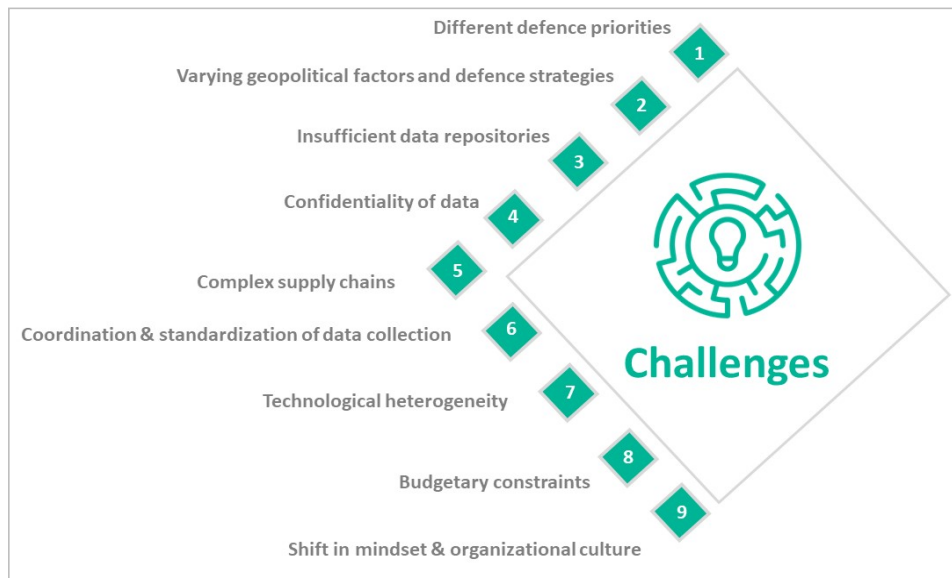 Different defence priorities
1
Varying geopolitical factors and defence strategies
2
Insufficient data repositories
3
Confidentiality of data
4
Complex supply chains
5
Coordination & standardization of data collection
6
Technological heterogeneity
7
Budgetary constraints
8
Shift in mindset & organizational culture
9
Challenges